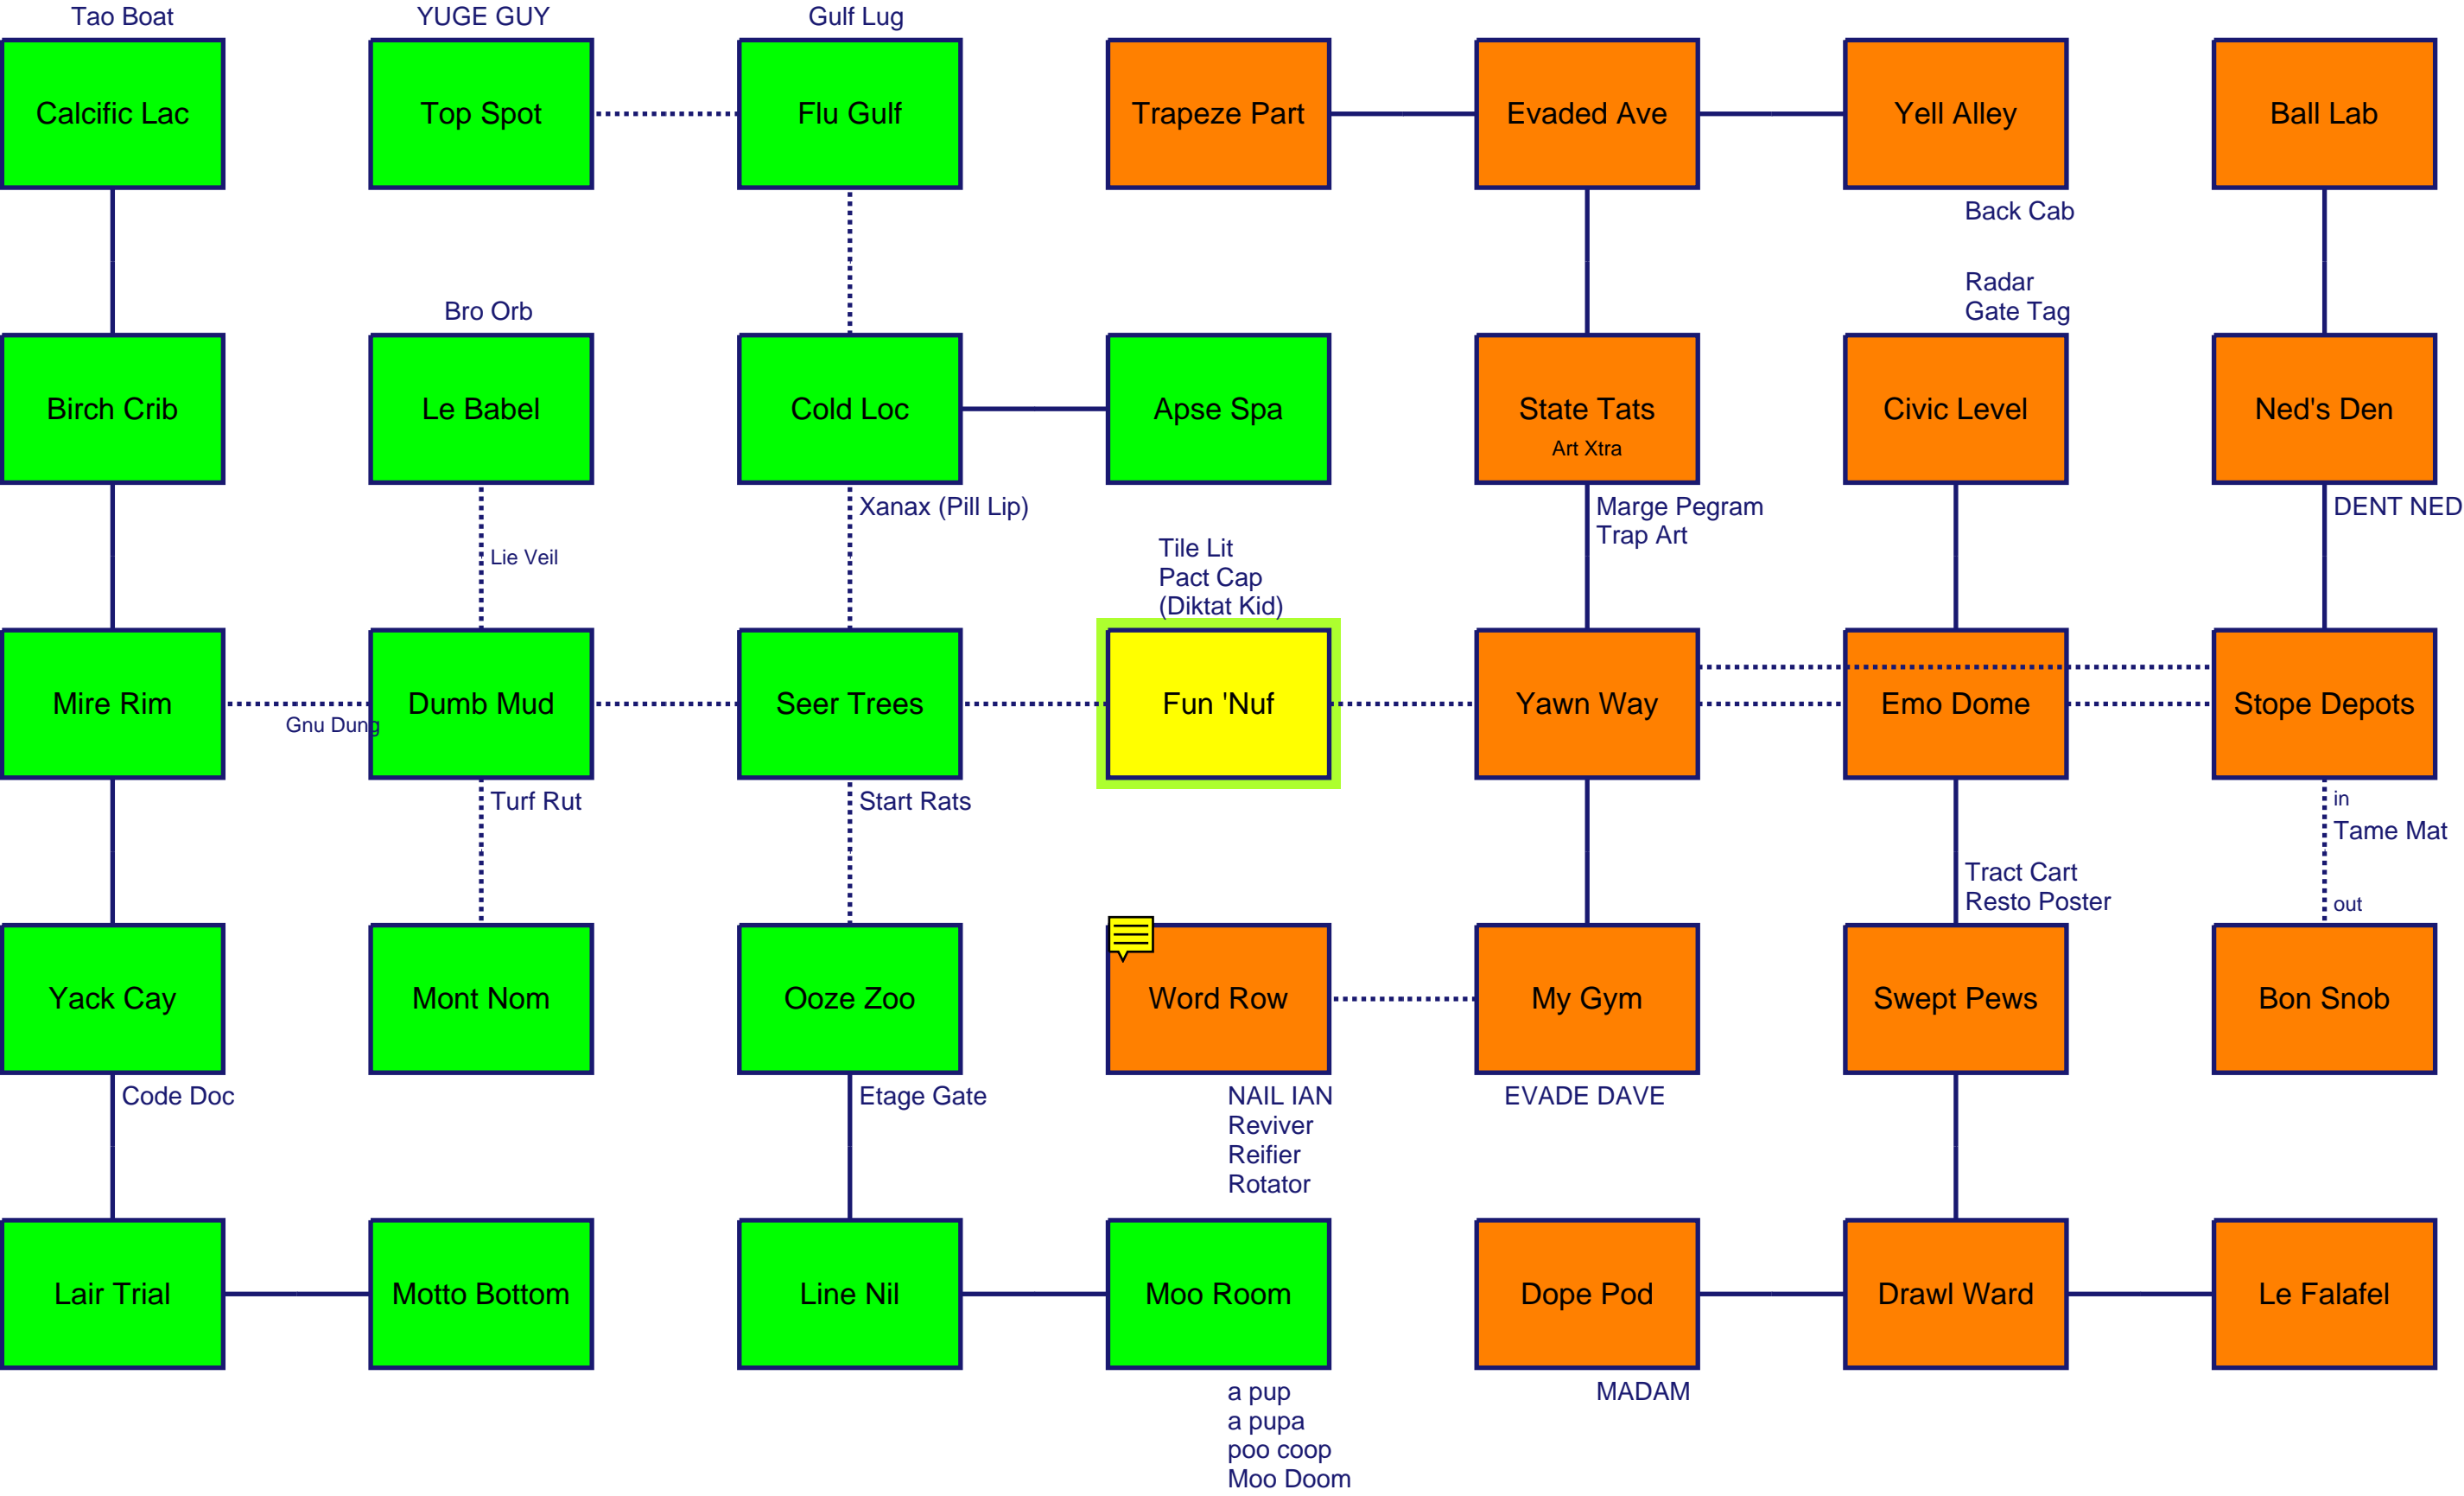 Tao Boat
YUGE GUY
Gulf Lug
Calcific Lac
Top Spot
Flu Gulf
Trapeze Part
Evaded Ave
Yell Alley
Ball Lab
Back Cab
Radar
Gate Tag
Bro Orb
Birch Crib
Le Babel
Cold Loc
Apse Spa
State Tats
Art Xtra
Civic Level
Ned's Den
Xanax (Pill Lip)
Marge Pegram
Trap Art
DENT NED
Lie Veil
Tile Lit
Pact Cap
(Diktat Kid)
Mire Rim
Gnu Dung
Dumb Mud
Seer Trees
Fun 'Nuf
Yawn Way
Emo Dome
Stope Depots
Turf Rut
Start Rats
in
Tame Mat
Tract Cart
Resto Poster
out
Yack Cay
Mont Nom
Ooze Zoo
Word Row
My Gym
Swept Pews
Bon Snob
Code Doc
Etage Gate
NAIL IAN
Reviver
Reifier
Rotator
EVADE DAVE
Lair Trial
Motto Bottom
Line Nil
Moo Room
Dope Pod
Drawl Ward
Le Falafel
a pup
a pupa
poo coop
Moo Doom
MADAM